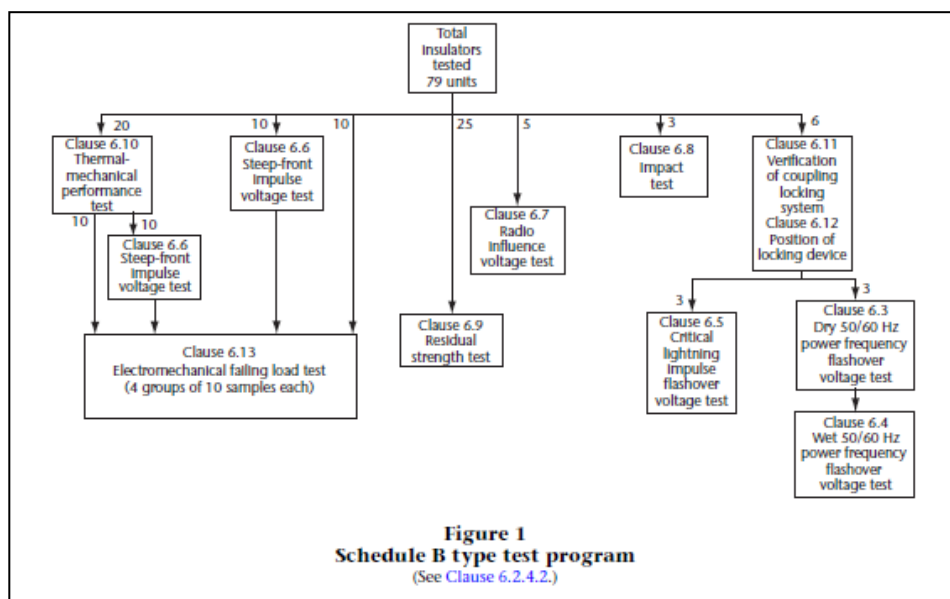 Total
insulators
tested
79 units
20
10
10
25
5
3
6
Clause 6.10
Thermal-
mechanical
performance
test
Clause 6.6
Steep-front
impulse
voltage test
Clause 6.8
Impact
test
Clause 6.11
Verification
of coupling
locking
system
Clause 6.12
Position of
locking device
10
10
Clause 6.6
Steep-front
impulse
voltage test
Clause 6.7
Radio
influence
voltage test
3
3
Clause 6.13
Electromechanical failing load test
(4 groups of 10 samples each)
Clause 6.9
Residual
strength test
Clause 6.5
Critical
lightning
impulse
flashover
voltage test
Clause 6.3
Dry 50/60 Hz
power frequency
flashover
voltage test
Clause 6.4
Wet 50/60 Hz
power frequency
flashover
voltage test
Figure 1
Schedule B type test program
(See Clause 6.2.4.2.)